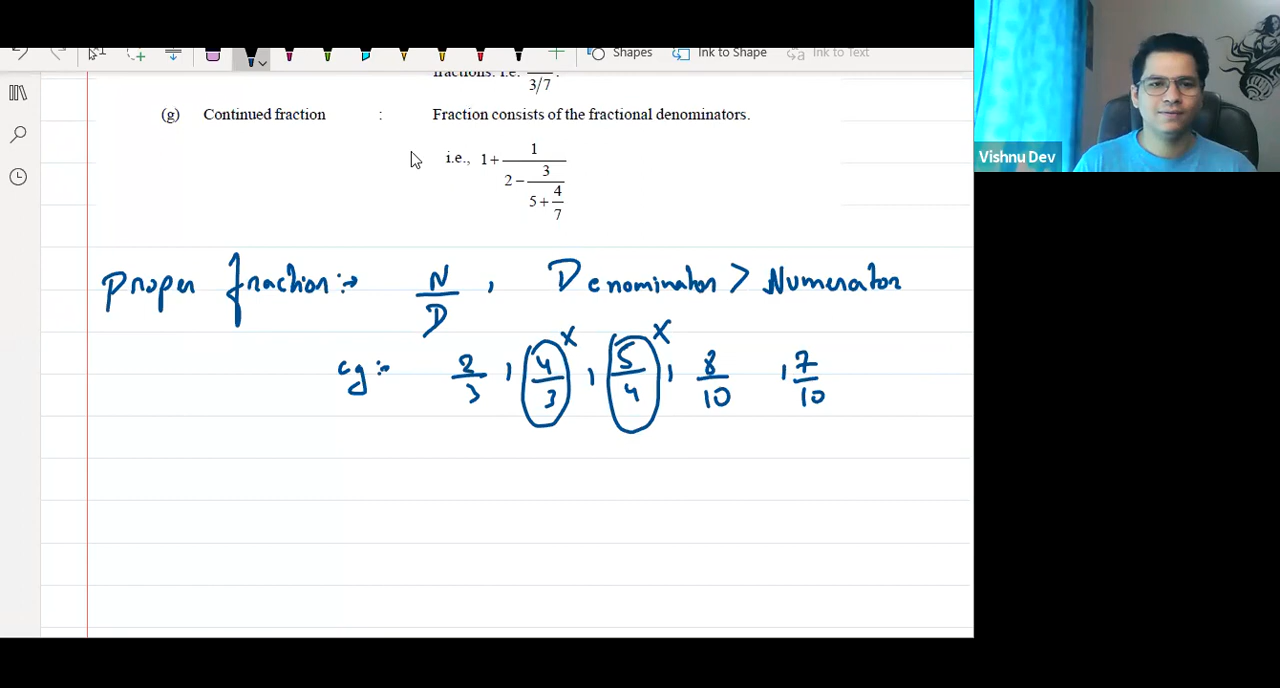 Shapes Ink to Shape Ink to Text
fractions. i.e. 3/7 .
(g) Continued fraction : Fraction consists of the fractional denominators.
i.e., 1+ 1 / 2− 3 / 5+ 4 / 7
Proper fraction:→ N/D , Denominator > Numerator
eg:- 2/3 , 4/3 x , 5/4 x , 8/10 , 7/10
Vishnu Dev